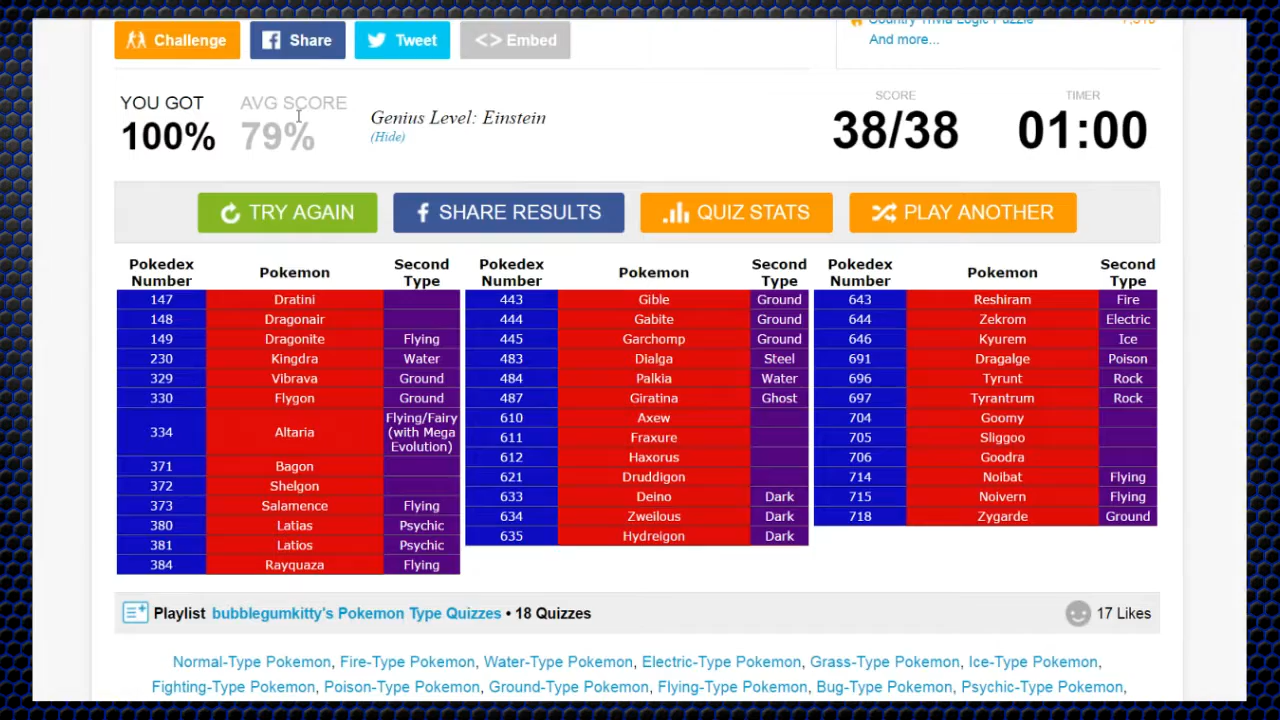 Country Trivia Logic Puzzle
7,510
And more...
Challenge Share Tweet <> Embed
YOU GOT
100%
AVG SCORE
79%
Genius Level: Einstein
(Hide)
SCORE
38/38
TIMER
01:00
TRY AGAIN SHARE RESULTS QUIZ STATS PLAY ANOTHER
Pokedex Number Pokemon Second Type
147 Dratini
148 Dragonair
149 Dragonite Flying
230 Kingdra Water
329 Vibrava Ground
330 Flygon Ground
334 Altaria Flying/Fairy (with Mega Evolution)
371 Bagon
372 Shelgon
373 Salamence Flying
380 Latias Psychic
381 Latios Psychic
384 Rayquaza Flying
Pokedex Number Pokemon Second Type
443 Gible Ground
444 Gabite Ground
445 Garchomp Ground
483 Dialga Steel
484 Palkia Water
487 Giratina Ghost
610 Axew
611 Fraxure
612 Haxorus
621 Druddigon
633 Deino Dark
634 Zweilous Dark
635 Hydreigon Dark
Pokedex Number Pokemon Second Type
643 Reshiram Fire
644 Zekrom Electric
646 Kyurem Ice
691 Dragalge Poison
696 Tyrunt Rock
697 Tyrantrum Rock
704 Goomy
705 Sliggoo
706 Goodra
714 Noibat Flying
715 Noivern Flying
718 Zygarde Ground
Playlist bubblegumkitty's Pokemon Type Quizzes • 18 Quizzes
17 Likes
Normal-Type Pokemon, Fire-Type Pokemon, Water-Type Pokemon, Electric-Type Pokemon, Grass-Type Pokemon, Ice-Type Pokemon,
Fighting-Type Pokemon, Poison-Type Pokemon, Ground-Type Pokemon, Flying-Type Pokemon, Bug-Type Pokemon, Psychic-Type Pokemon,